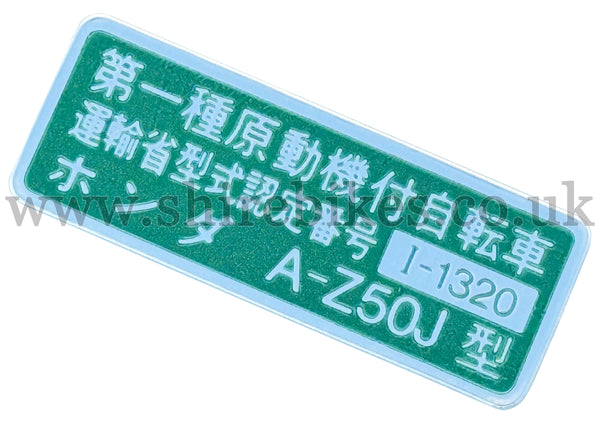 第一種原動機付自転車
運輸省型式認定番号 I-1320
ホンダ A-Z50J 型
www.shirebikes.co.uk